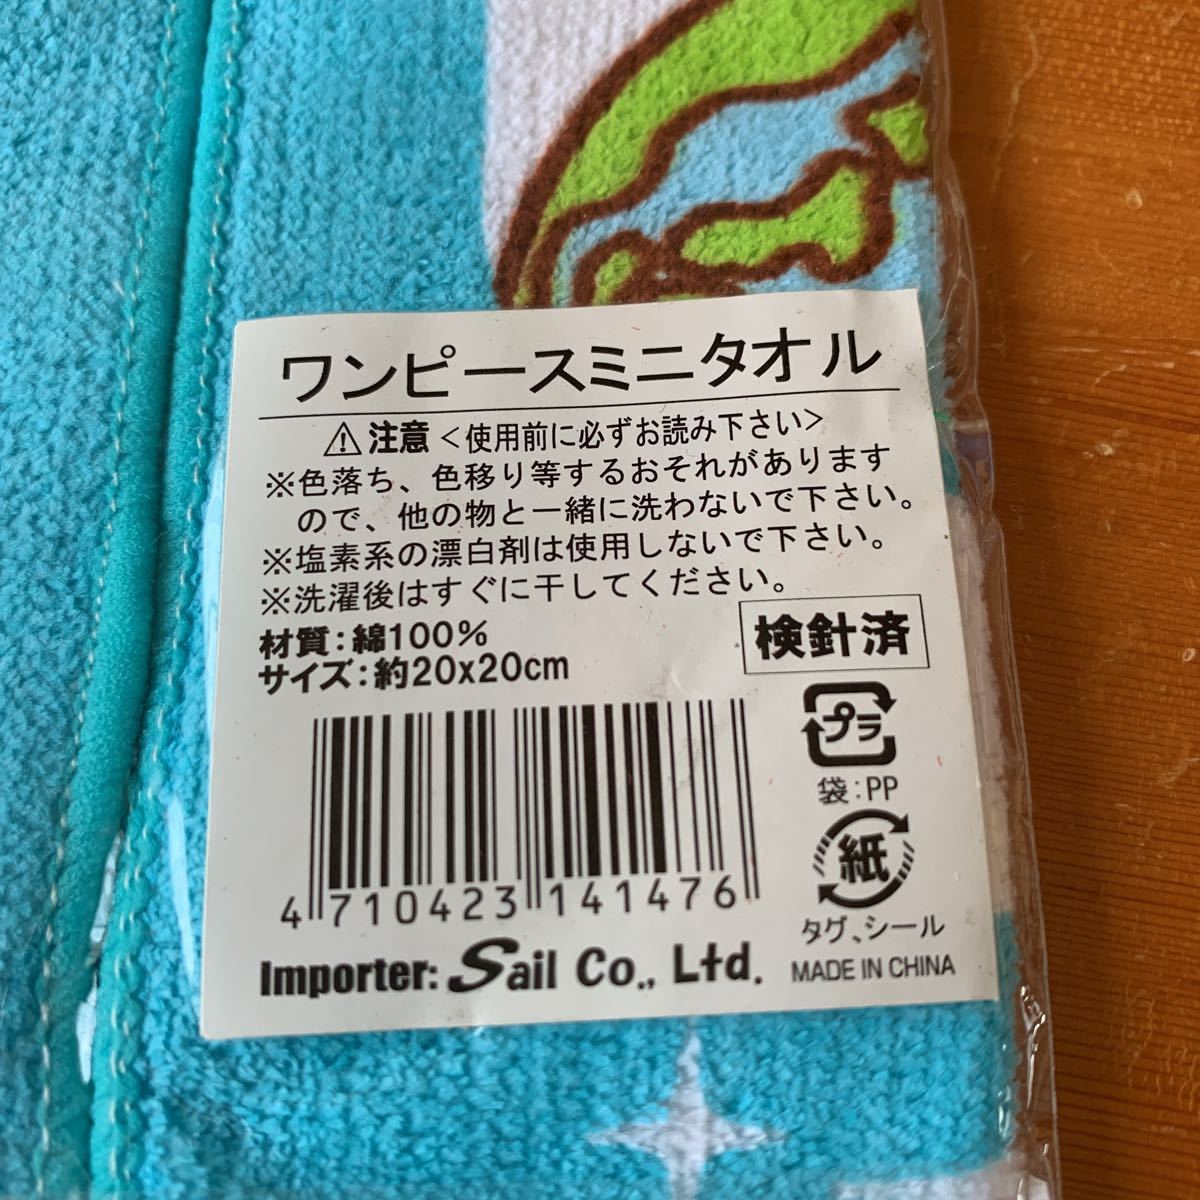 ワンピースミニタオル
⚠注意<使用前に必ずお読み下さい>
※色落ち、色移り等するおそれがあります
ので、他の物と一緒に洗わないで下さい。
※塩素系の漂白剤は使用しないで下さい。
※洗濯後はすぐに干してください。
材質:綿100%
サイズ:約20x20cm
検針済
プラ
袋:PP
紙
タグ、シール
4 710423 141476
Importer: Sail Co., Ltd.
MADE IN CHINA